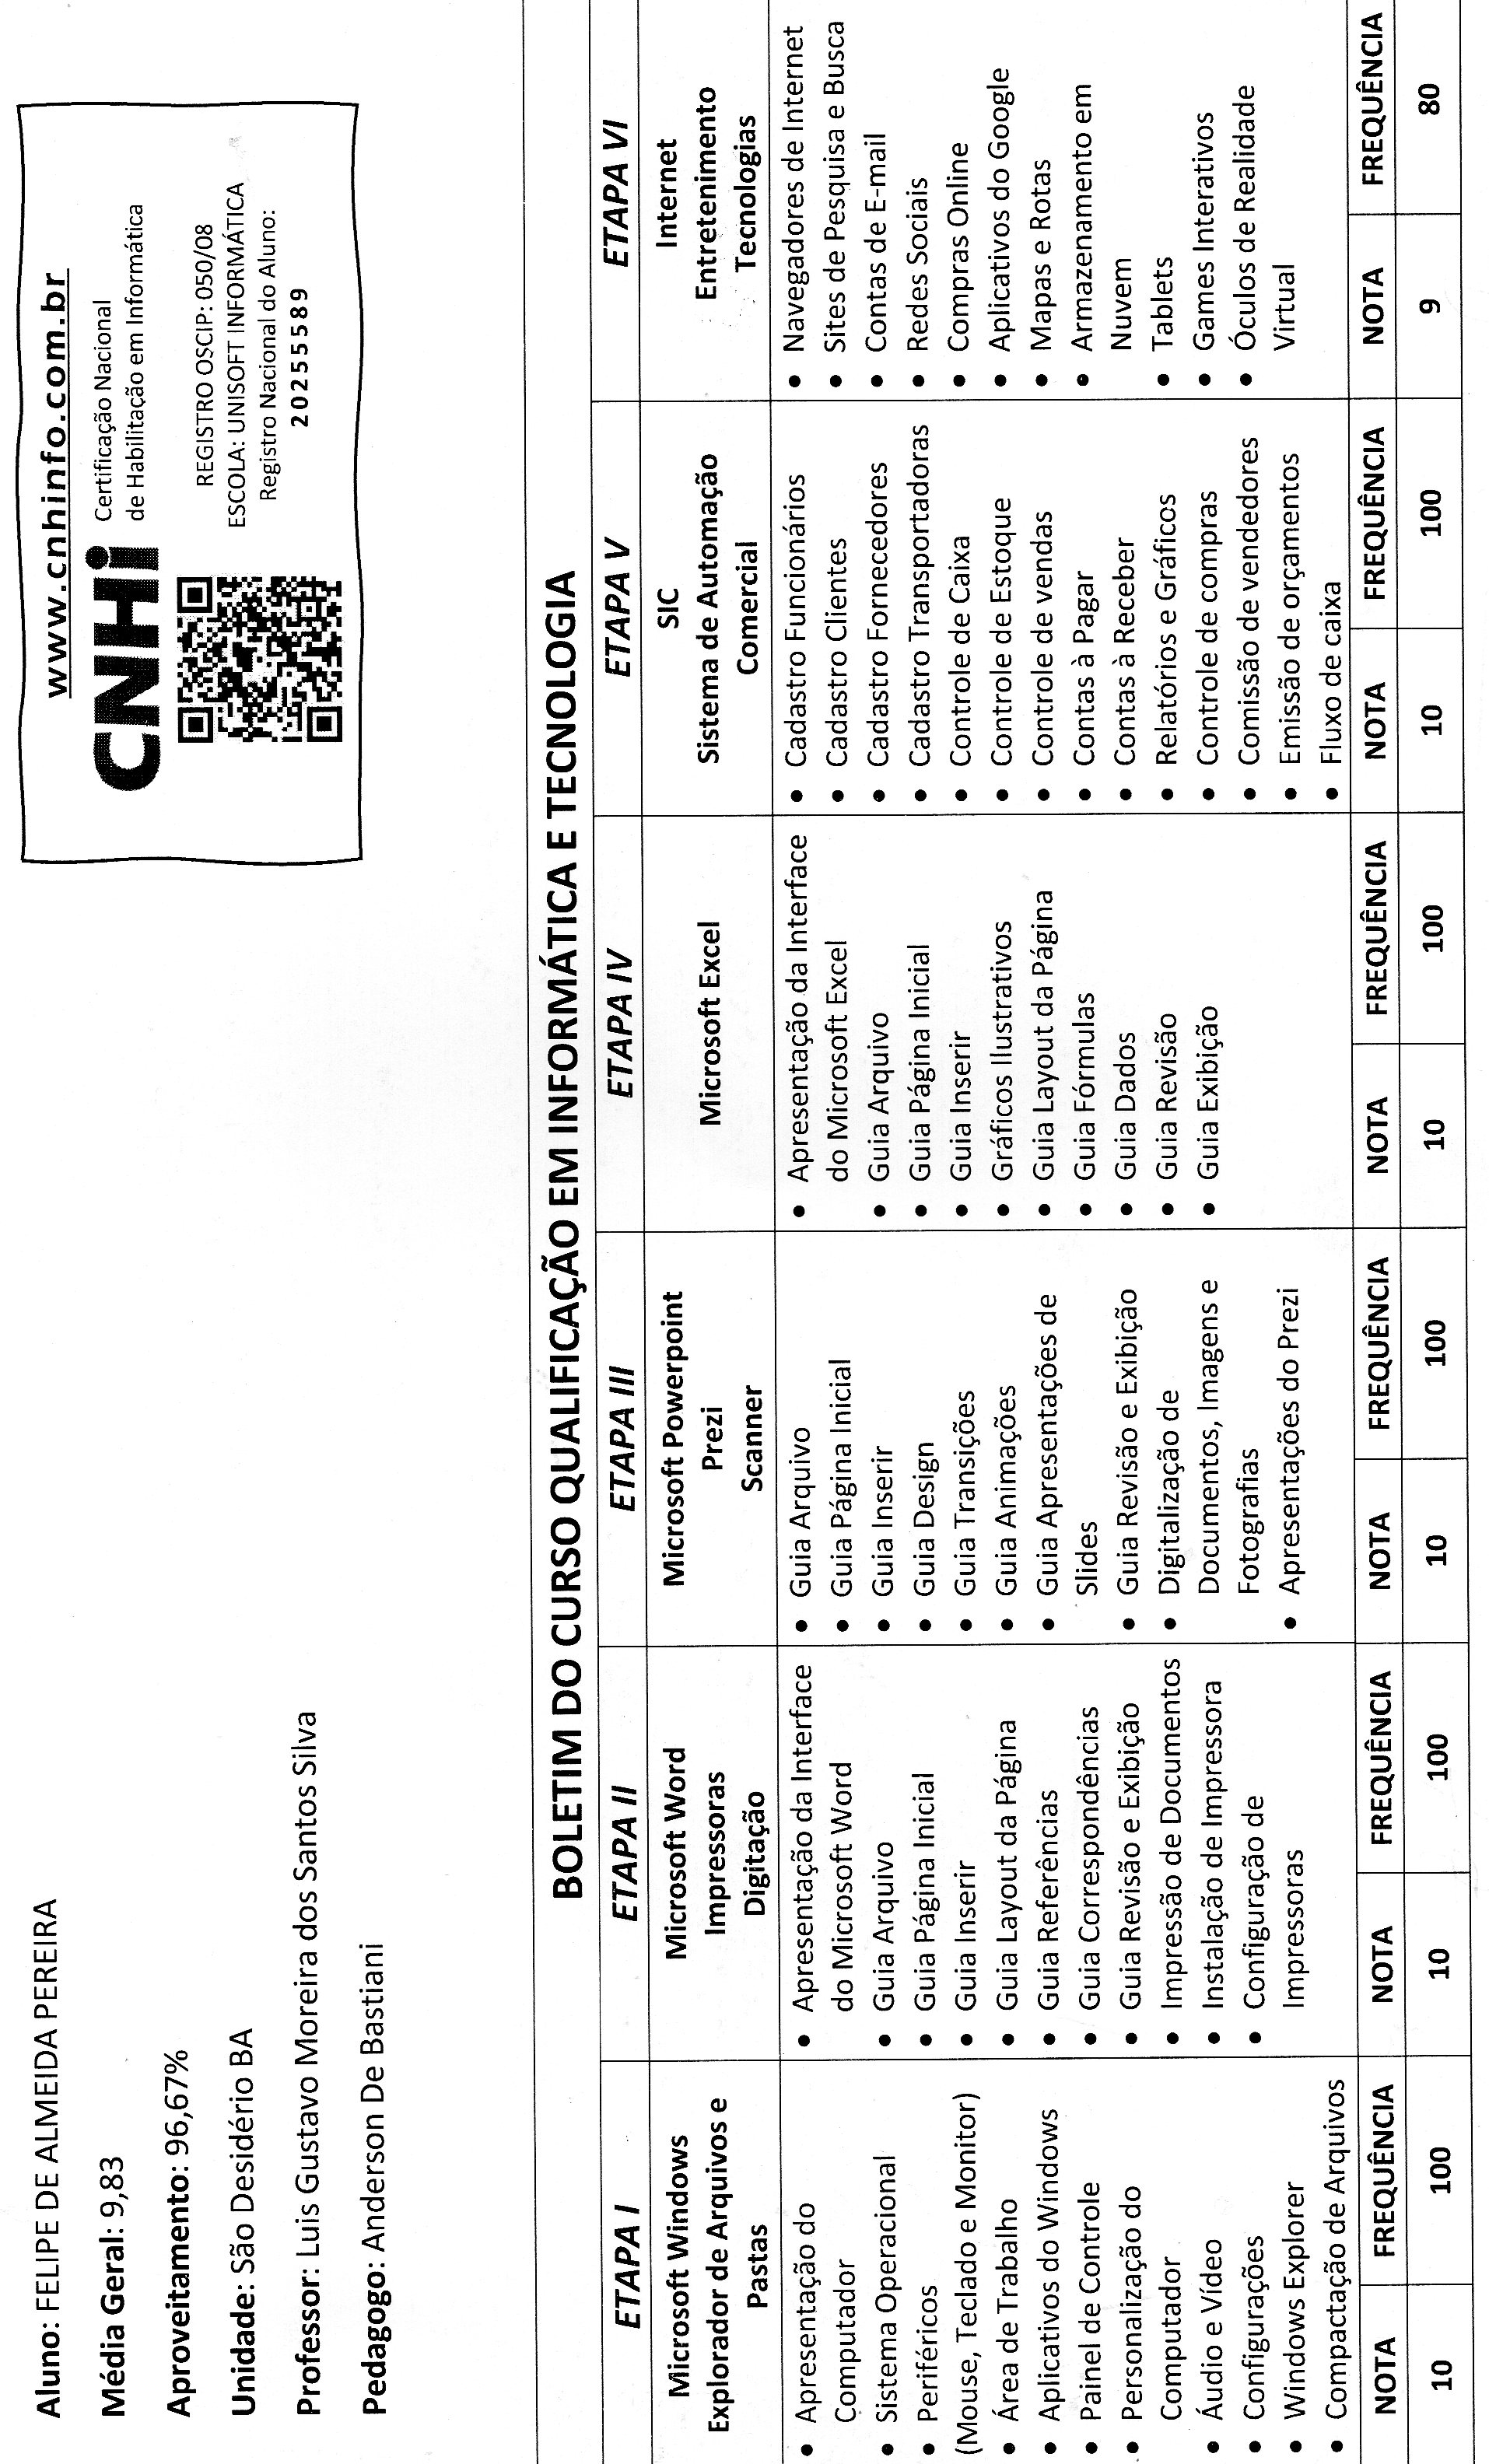 Aluno: FELIPE DE ALMEIDA PEREIRA
Média Geral: 9,83
Aproveitamento: 96,67%
Unidade: São Desidério BA
Professor: Luis Gustavo Moreira dos Santos Silva
Pedagogo: Anderson De Bastiani
www.cnhinfo.com.br
CNHi
Certificação Nacional
de Habilitação em Informática
REGISTRO OSCIP: 050/08
ESCOLA: UNISOFT INFORMÁTICA
Registro Nacional do Aluno:
20255589
BOLETIM DO CURSO QUALIFICAÇÃO EM INFORMÁTICA E TECNOLOGIA
ETAPA I
Microsoft Windows
Explorador de Arquivos e
Pastas
• Apresentação do
Computador
• Sistema Operacional
• Periféricos
(Mouse, Teclado e Monitor)
• Área de Trabalho
• Aplicativos do Windows
• Painel de Controle
• Personalização do
Computador
• Áudio e Vídeo
• Configurações
• Windows Explorer
• Compactação de Arquivos
NOTA FREQUÊNCIA
10 100
ETAPA II
Microsoft Word
Impressoras
Digitação
• Apresentação da Interface
do Microsoft Word
• Guia Arquivo
• Guia Página Inicial
• Guia Inserir
• Guia Layout da Página
• Guia Referências
• Guia Correspondências
• Guia Revisão e Exibição
• Impressão de Documentos
• Instalação de Impressora
• Configuração de
Impressoras
NOTA FREQUÊNCIA
10 100
ETAPA III
Microsoft Powerpoint
Prezi
Scanner
• Guia Arquivo
• Guia Página Inicial
• Guia Inserir
• Guia Design
• Guia Transições
• Guia Animações
• Guia Apresentações de
Slides
• Guia Revisão e Exibição
• Digitalização de
Documentos, Imagens e
Fotografias
• Apresentações do Prezi
NOTA FREQUÊNCIA
10 100
ETAPA IV
Microsoft Excel
• Apresentação da Interface
do Microsoft Excel
• Guia Arquivo
• Guia Página Inicial
• Guia Inserir
• Gráficos Ilustrativos
• Guia Layout da Página
• Guia Fórmulas
• Guia Dados
• Guia Revisão
• Guia Exibição
NOTA FREQUÊNCIA
10 100
ETAPA V
SIC
Sistema de Automação
Comercial
• Cadastro Funcionários
• Cadastro Clientes
• Cadastro Fornecedores
• Cadastro Transportadoras
• Controle de Caixa
• Controle de Estoque
• Controle de vendas
• Contas à Pagar
• Contas à Receber
• Relatórios e Gráficos
• Controle de compras
• Comissão de vendedores
• Emissão de orçamentos
• Fluxo de caixa
NOTA FREQUÊNCIA
10 100
ETAPA VI
Internet
Entretenimento
Tecnologias
• Navegadores de Internet
• Sites de Pesquisa e Busca
• Contas de E-mail
• Redes Sociais
• Compras Online
• Aplicativos do Google
• Mapas e Rotas
• Armazenamento em
Nuvem
• Tablets
• Games Interativos
• Óculos de Realidade
Virtual
NOTA FREQUÊNCIA
9 80